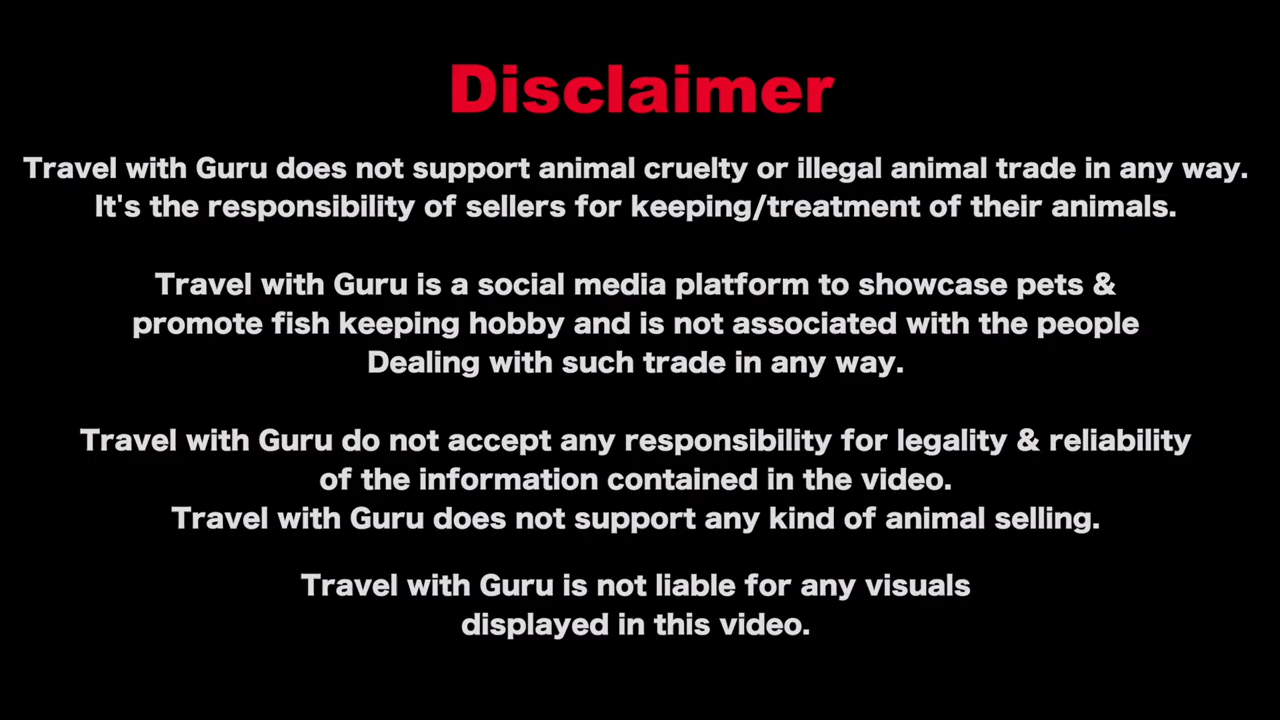 Disclaimer
Travel with Guru does not support animal cruelty or illegal animal trade in any way.
It's the responsibility of sellers for keeping/treatment of their animals.
Travel with Guru is a social media platform to showcase pets &
promote fish keeping hobby and is not associated with the people
Dealing with such trade in any way.
Travel with Guru do not accept any responsibility for legality & reliability
of the information contained in the video.
Travel with Guru does not support any kind of animal selling.
Travel with Guru is not liable for any visuals
displayed in this video.